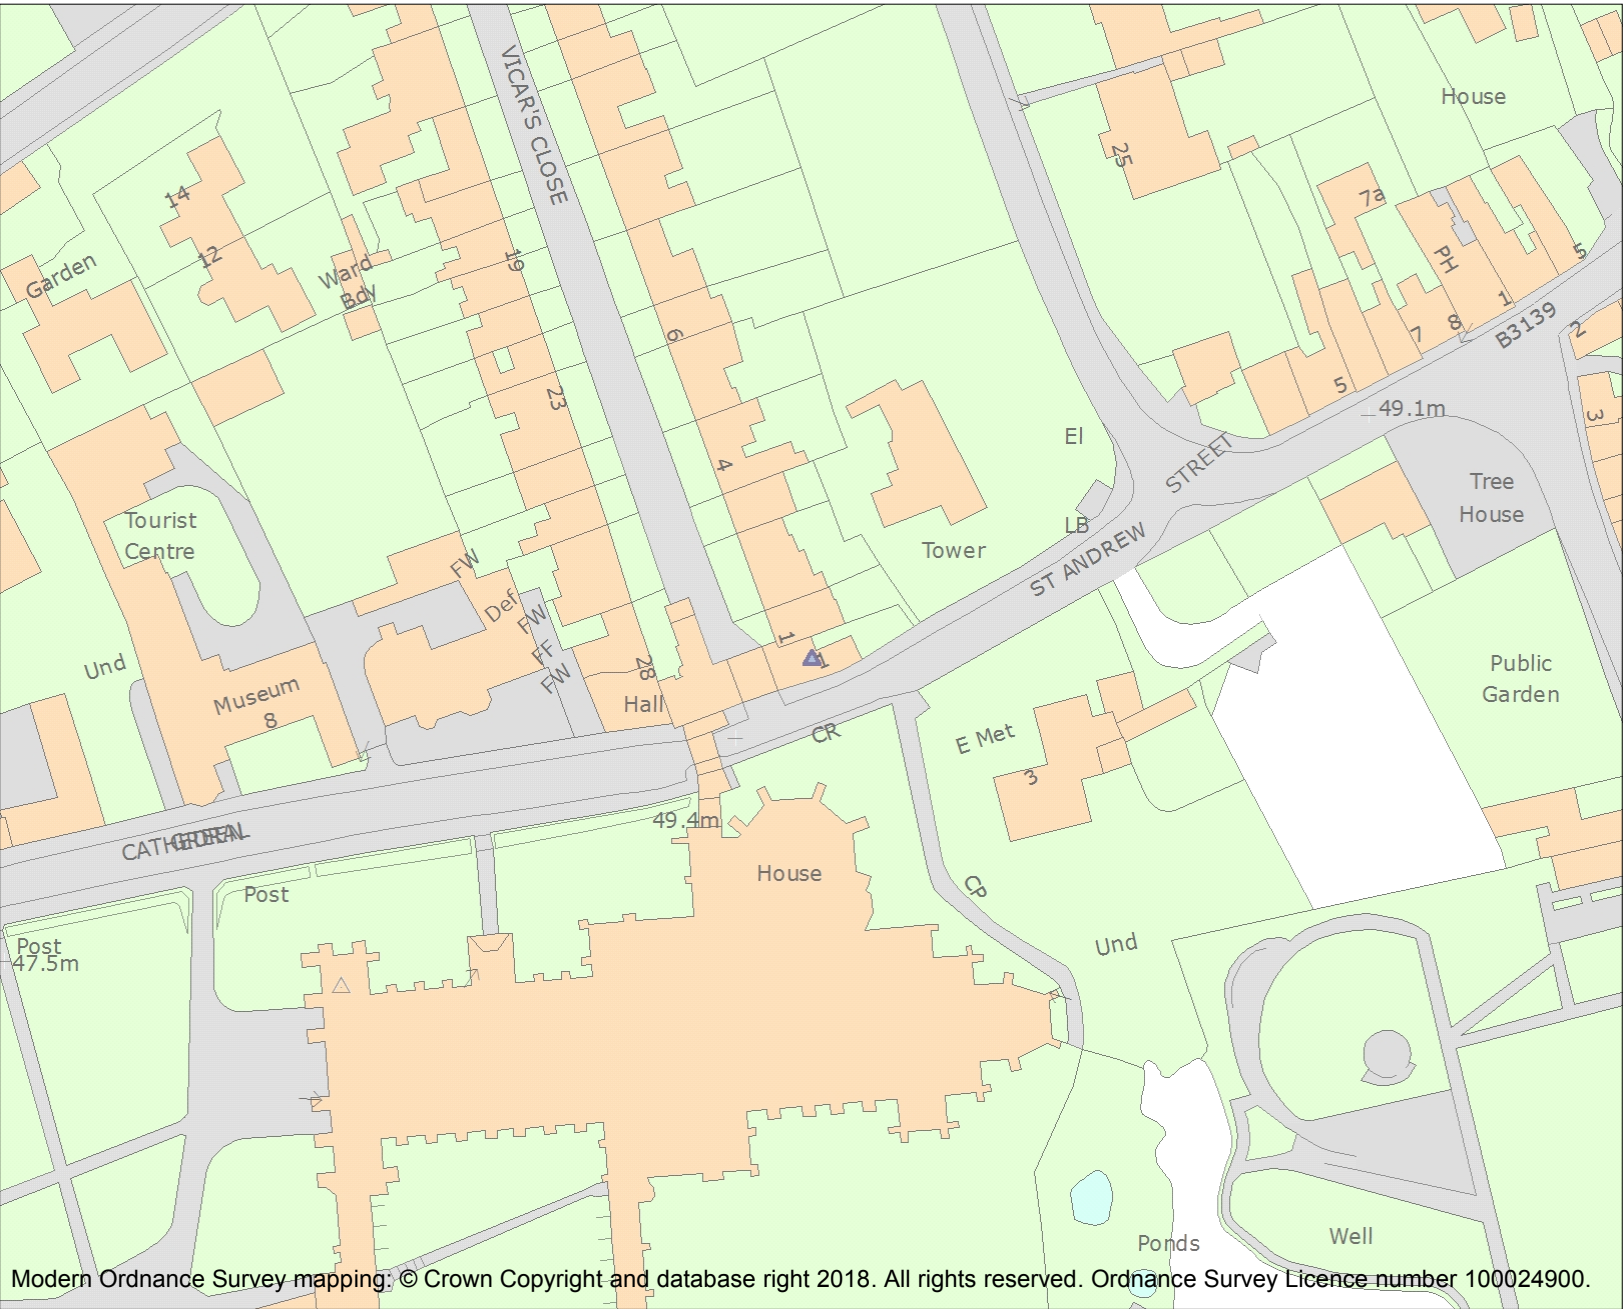 VICAR'S CLOSE
House
25
14
7a
12
19
Ward
Bdy
Garden
PH
5
1
6
8
B3139
2
7
23
5
49.1m
3
El
4
STREET
Tree
House
Tourist
Centre
LB
Tower
ST ANDREW
FW
Def
FW
FF
FW
1
1
Und
28
Public
Garden
Museum
8
Hall
CR
E Met
3
49.4m
CATHEDRAL
GREEN
House
CP
Post
Post
47.5m
Und
Well
Ponds
Modern Ordnance Survey mapping: © Crown Copyright and database right 2018. All rights reserved. Ordnance Survey Licence number 100024900.